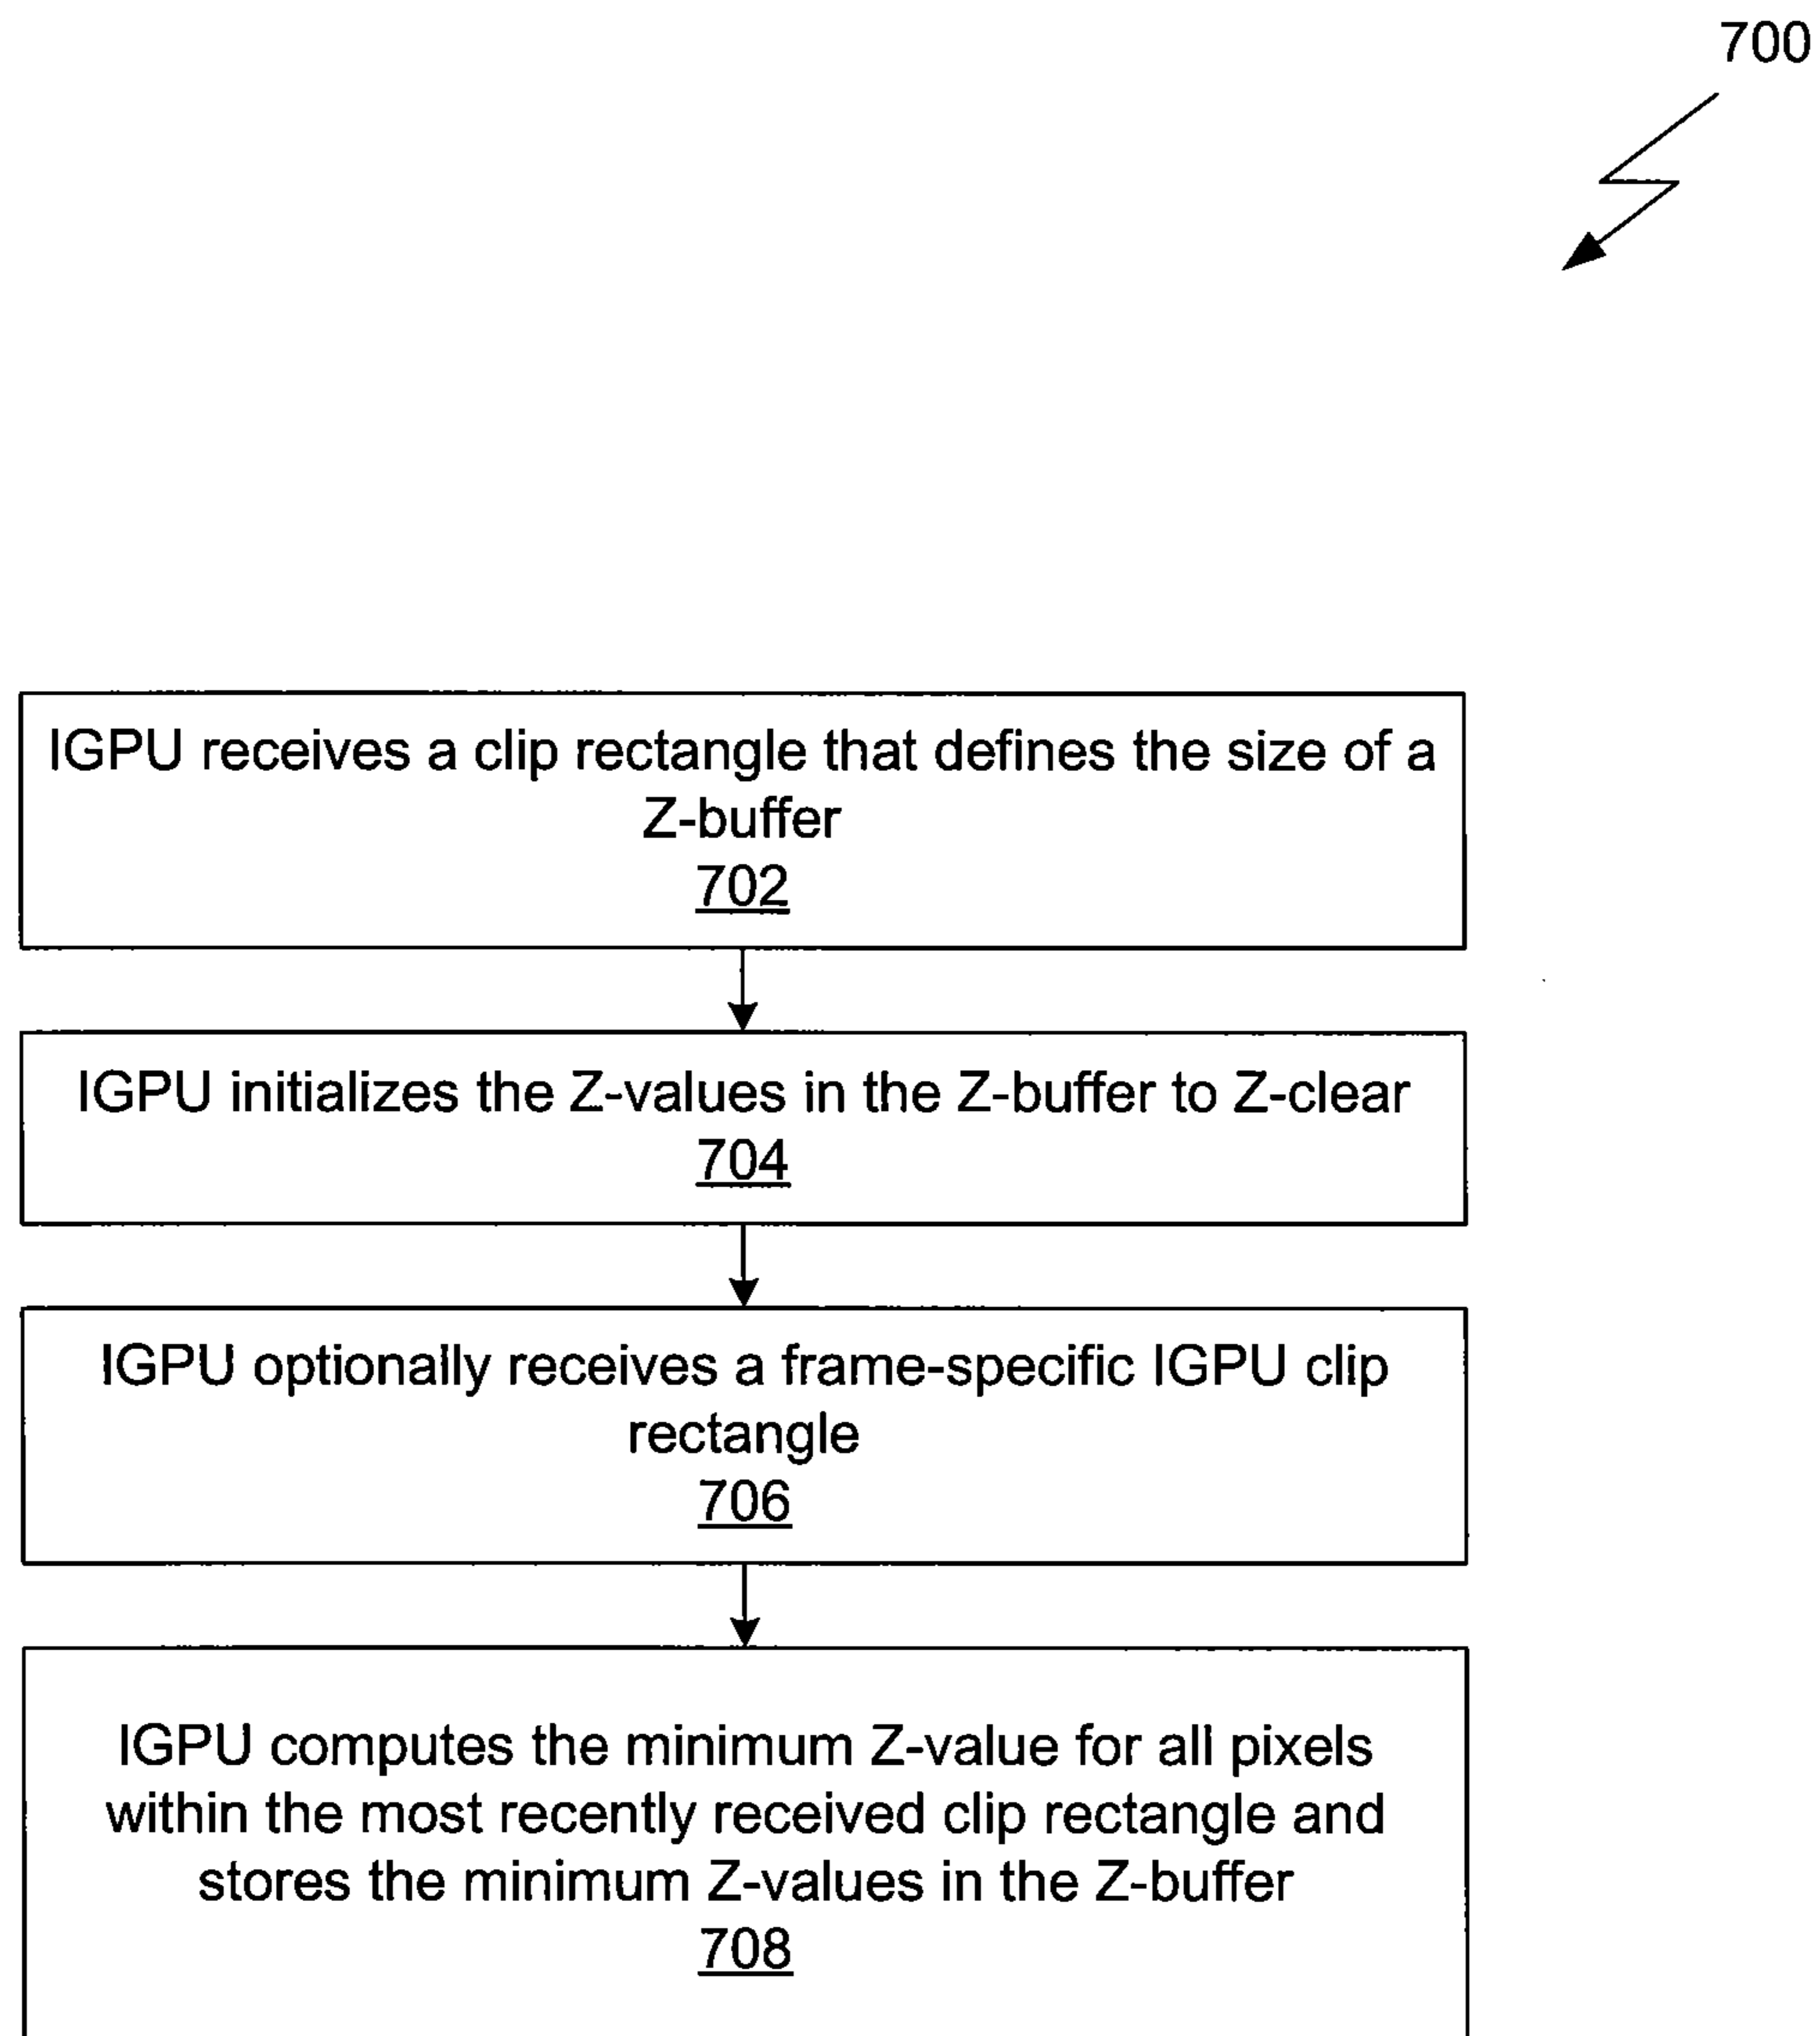 700
IGPU receives a clip rectangle that defines the size of a
Z-buffer
702
IGPU initializes the Z-values in the Z-buffer to Z-clear
704
IGPU optionally receives a frame-specific IGPU clip
rectangle
706
IGPU computes the minimum Z-value for all pixels
within the most recently received clip rectangle and
stores the minimum Z-values in the Z-buffer
708